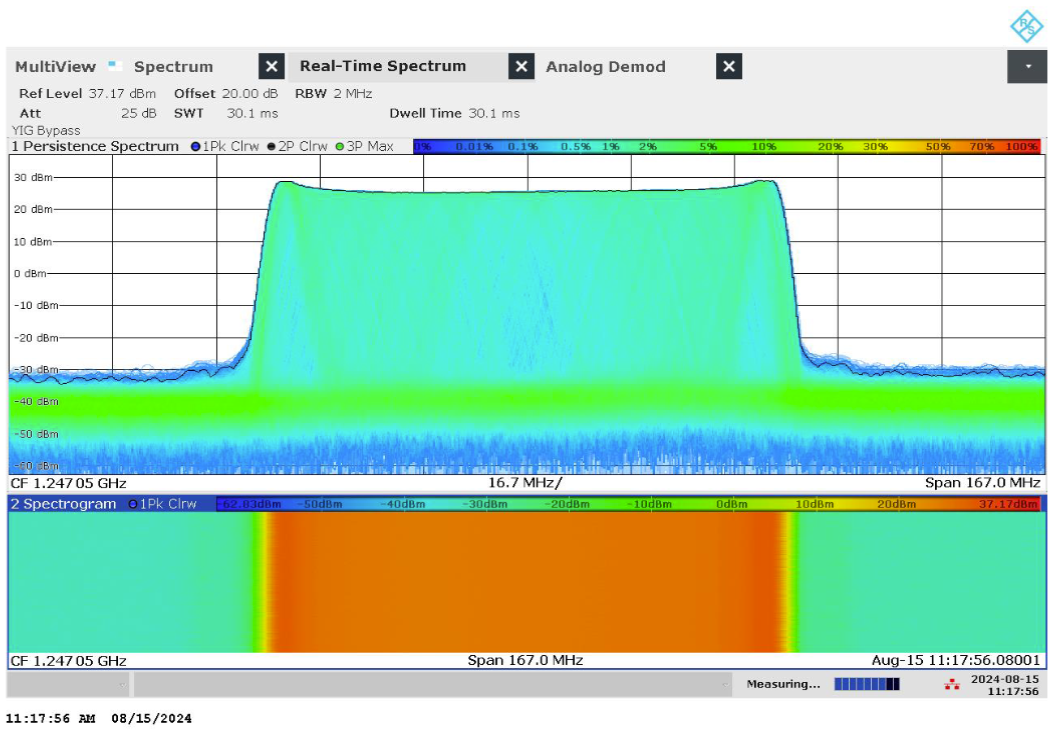 R&S
MultiView Spectrum Real-Time Spectrum Analog Demod
Ref Level 37.17 dBm Offset 20.00 dB RBW 2 MHz
Att 25 dB SWT 30.1 ms Dwell Time 30.1 ms
YIG Bypass
1 Persistence Spectrum 1Pk Clrw 2P Clrw 3P Max 0% 0.01% 0.1% 0.5% 1% 2% 5% 10% 20% 30% 50% 70% 100%
30 dBm
20 dBm
10 dBm
0 dBm
-10 dBm
-20 dBm
-30 dBm
-40 dBm
-50 dBm
-60 dBm
CF 1.247 05 GHz 16.7 MHz/ Span 167.0 MHz
2 Spectrogram 1Pk Clrw -62.83dBm -50dBm -40dBm -30dBm -20dBm -10dBm 0dBm 10dBm 20dBm 37.17dBm
CF 1.247 05 GHz Span 167.0 MHz Aug-15 11:17:56.08001
Measuring... 2024-08-15
11:17:56
11:17:56 AM 08/15/2024